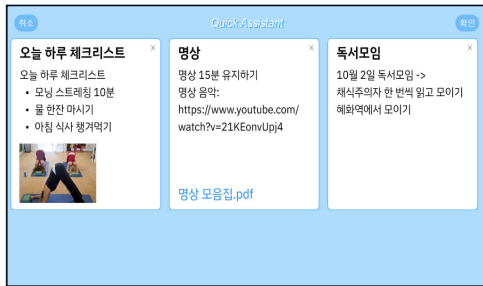 취소
Quick Assistant
확인
오늘 하루 체크리스트
x
오늘 하루 체크리스트
• 모닝 스트레칭 10분
• 물 한잔 마시기
• 아침 식사 챙겨먹기
명상
x
명상 15분 유지하기
명상 음악:
https://www.youtube.com/
watch?v=21KEonvUpj4
명상 모음집.pdf
독서모임
x
10월 2일 독서모임 ->
채식주의자 한 번씩 읽고 모이기
혜화역에서 모이기